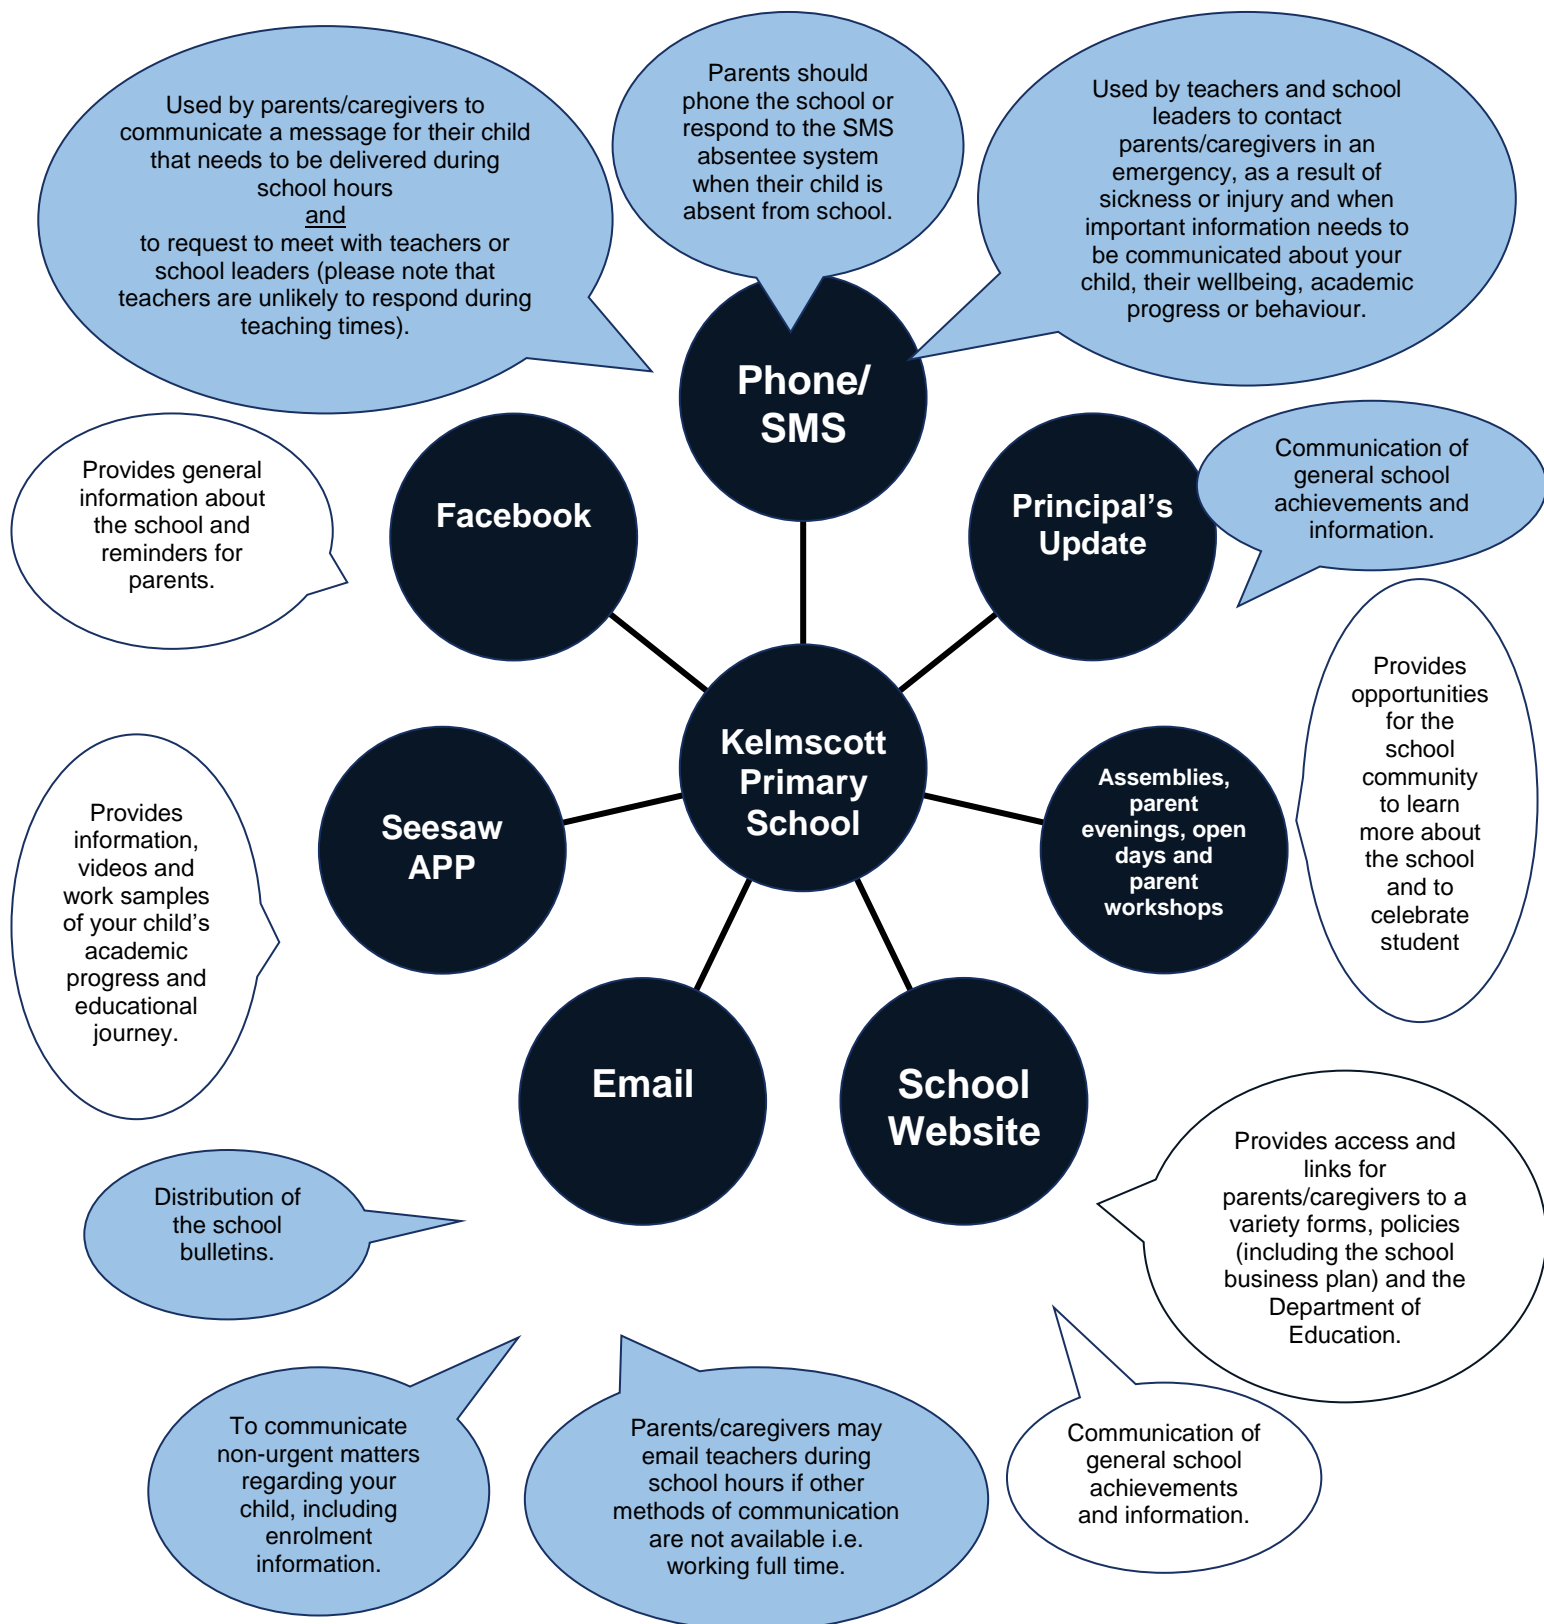 Used by parents/caregivers to
communicate a message for their child
that needs to be delivered during
school hours
and
to request to meet with teachers or
school leaders (please note that
teachers are unlikely to respond during
teaching times).
Parents should
phone the school or
respond to the SMS
absentee system
when their child is
absent from school.
Used by teachers and school
leaders to contact
parents/caregivers in an
emergency, as a result of
sickness or injury and when
important information needs to
be communicated about your
child, their wellbeing, academic
progress or behaviour.
Phone/
SMS
Provides general
information about
the school and
reminders for
parents.
Facebook
Principal's
Update
Communication of
general school
achievements and
information.
Provides
information,
videos and
work samples
of your child's
academic
progress and
educational
journey.
Seesaw
APP
Kelmscott
Primary
School
Assemblies,
parent
evenings, open
days and
parent
workshops
Provides
opportunities
for the
school
community
to learn
more about
the school
and to
celebrate
student
Email
School
Website
Provides access and
links for
parents/caregivers to a
variety forms, policies
(including the school
business plan) and the
Department of
Education.
Distribution of
the school
bulletins.
To communicate
non-urgent matters
regarding your
child, including
enrolment
information.
Parents/caregivers may
email teachers during
school hours if other
methods of communication
are not available i.e.
working full time.
Communication of
general school
achievements
and information.